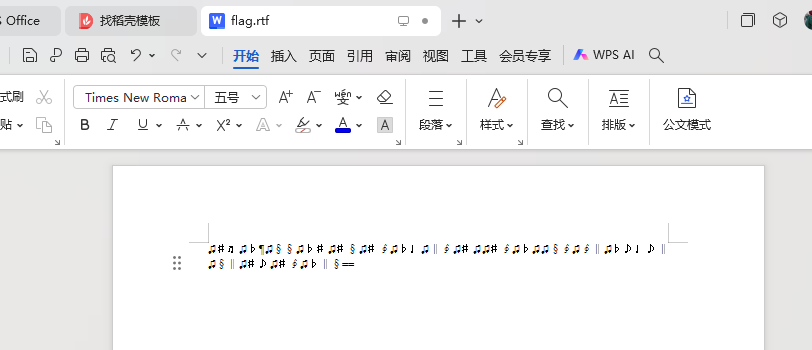 Office 找稻壳模板 flag.rtf
开始 插入 页面 引用 审阅 视图 工具 会员专享 WPS AI
式刷 Times New Roma 五号 A⁺ A⁻ wén 变
贴 B I U A X² A A A 段落 样式 查找 排版 公文模式
♫♯♬♫♭¶♫§§♫♭♯♫♯§♫♯∮♫♭♩♫‖∮♫♯♫♫♯∮♫♭♫♫§∮♫∮‖♫♭♪♩♪‖
♫§‖♫♯♪♫♯∮♫♭‖§==